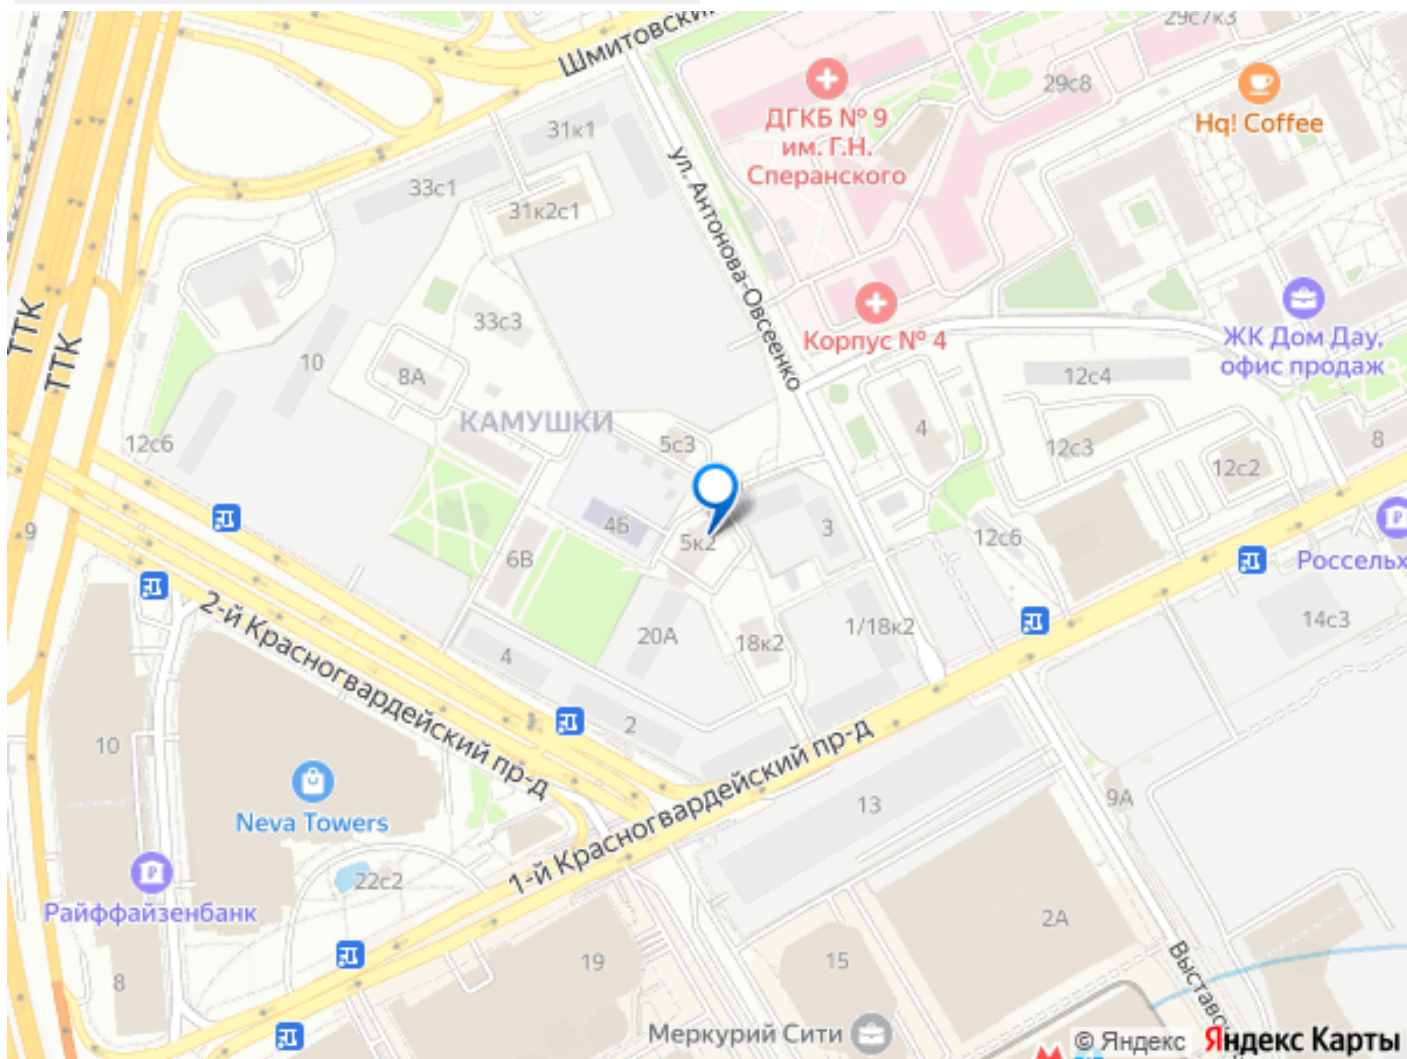 Шмитовский
29с7к3
29с8
Hq! Coffee
ДГКБ № 9
им. Г.Н.
Сперанского
31к1
33с1
31к2с1
ул. Антонова-Овсеенко
ТТК
ТТК
33с3
10
8А
Корпус № 4
ЖК Дом Дау,
офис продаж
12с4
КАМУШКИ
12с6
5с3
4
12с3
8
12с2
9
4Б
5к2
3
12с6
6В
Россельх
2-й Красногвардейский пр-д
20А
18к2
1/18к2
14с3
4
2
10
Neva Towers
1-й Красногвардейский пр-д
13
9А
22с2
Райффайзенбанк
2А
8
19
15
Меркурий Сити
© Яндекс
Яндекс Карты